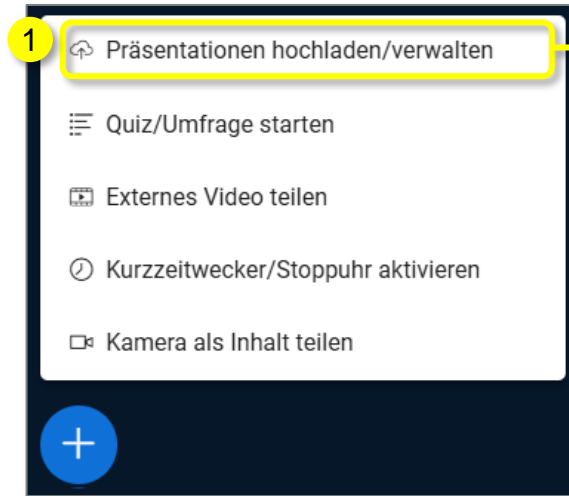 1
Präsentationen hochladen/verwalten
Quiz/Umfrage starten
Externes Video teilen
Kurzzeitwecker/Stoppuhr aktivieren
Kamera als Inhalt teilen